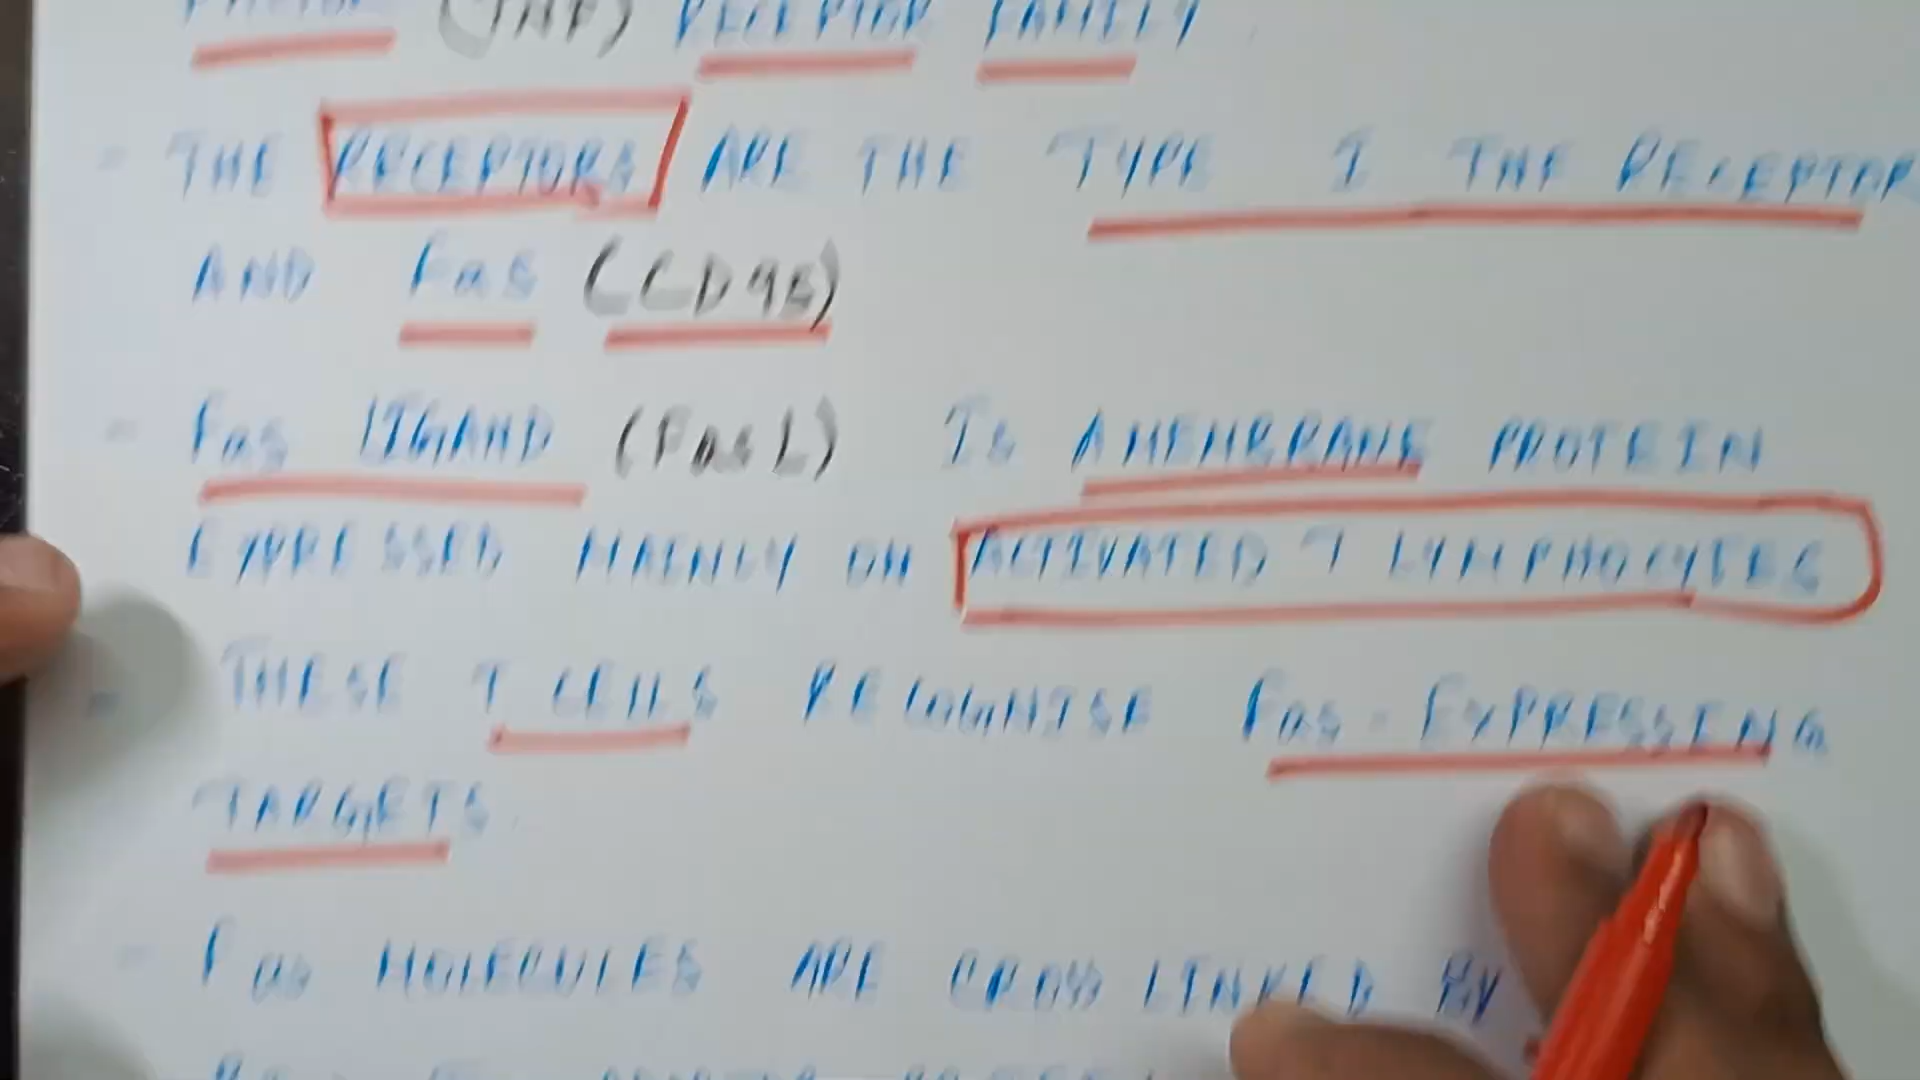 FACTOR (TNF) RECEPTOR FAMILY.
- THE RECEPTORS ARE THE TYPE I TNF RECEPTOR
AND Fas (CD95)
- Fas LIGAND (FasL) IS A MEMBRANE PROTEIN
EXPRESSED MAINLY ON ACTIVATED T LYMPHOCYTES
- THESE T CELLS RECOGNISE Fas - EXPRESSING
TARGETS.
- Fas MOLECULES ARE CROSS LINKED BY